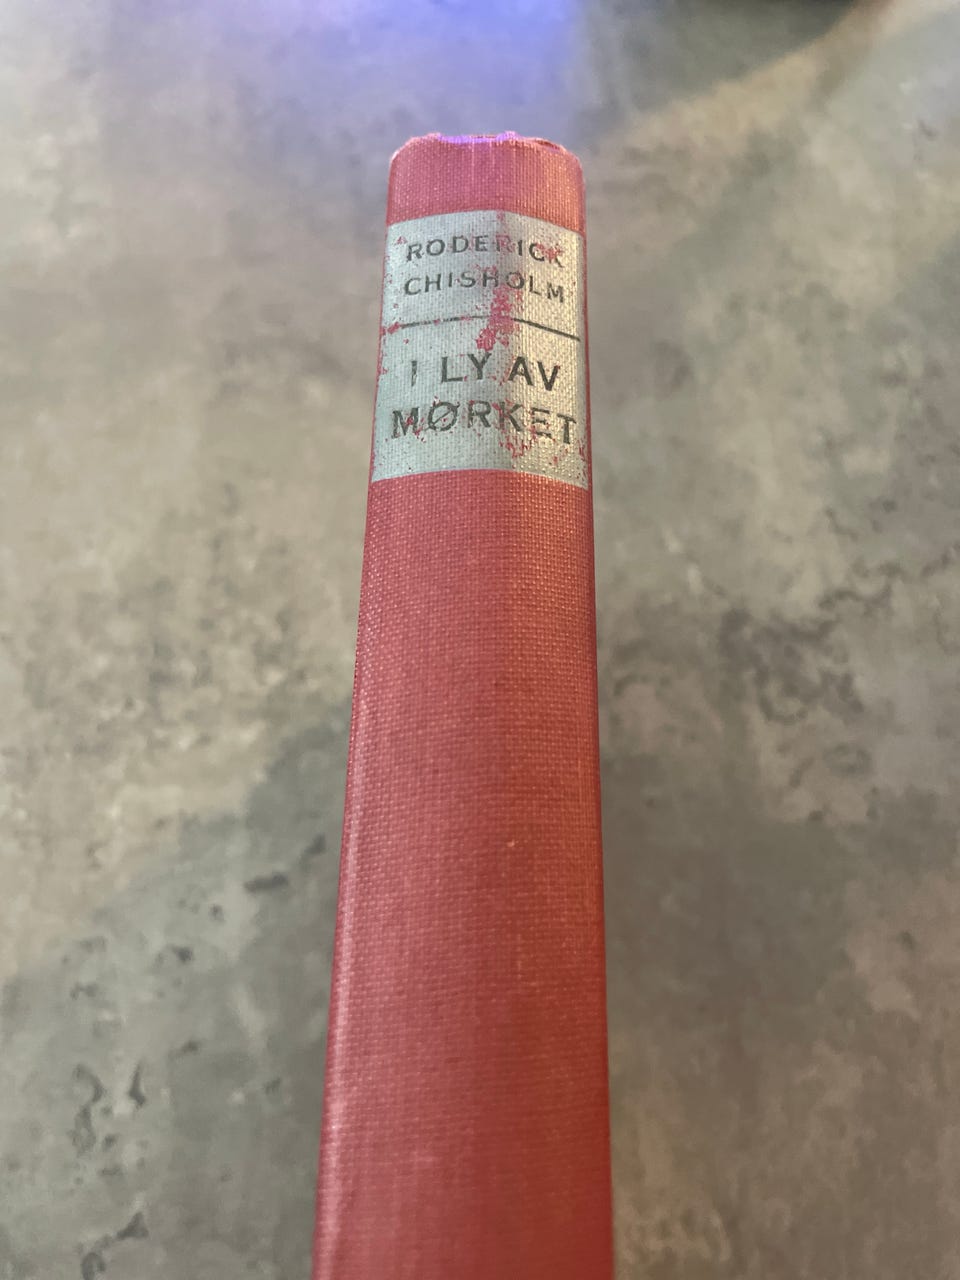 RODERICK
CHISHOLM
I LY AV
MØRKET